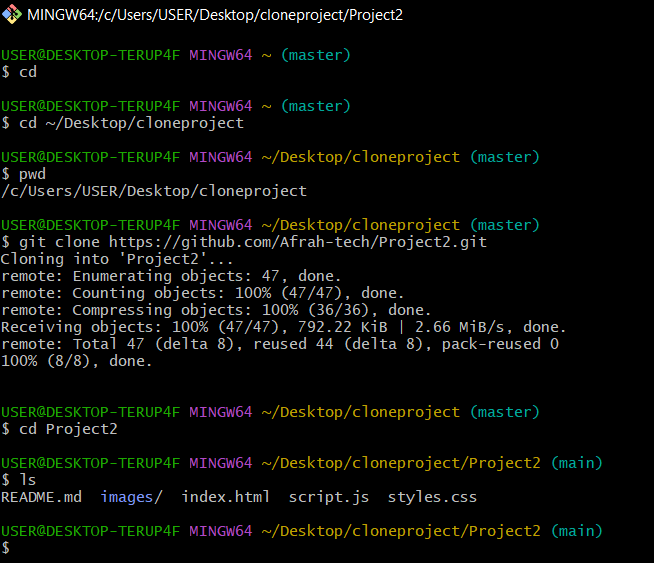 MINGW64:/c/Users/USER/Desktop/cloneproject/Project2
USER@DESKTOP-TERUP4F MINGW64 ~ (master)
$ cd
USER@DESKTOP-TERUP4F MINGW64 ~ (master)
$ cd ~/Desktop/cloneproject
USER@DESKTOP-TERUP4F MINGW64 ~/Desktop/cloneproject (master)
$ pwd
/c/Users/USER/Desktop/cloneproject
USER@DESKTOP-TERUP4F MINGW64 ~/Desktop/cloneproject (master)
$ git clone https://github.com/Afrah-tech/Project2.git
Cloning into 'Project2'...
remote: Enumerating objects: 47, done.
remote: Counting objects: 100% (47/47), done.
remote: Compressing objects: 100% (36/36), done.
Receiving objects: 100% (47/47), 792.22 KiB | 2.66 MiB/s, done.
remote: Total 47 (delta 8), reused 44 (delta 8), pack-reused 0
100% (8/8), done.
USER@DESKTOP-TERUP4F MINGW64 ~/Desktop/cloneproject (master)
$ cd Project2
USER@DESKTOP-TERUP4F MINGW64 ~/Desktop/cloneproject/Project2 (main)
$ ls
README.md  images/  index.html  script.js  styles.css
USER@DESKTOP-TERUP4F MINGW64 ~/Desktop/cloneproject/Project2 (main)
$